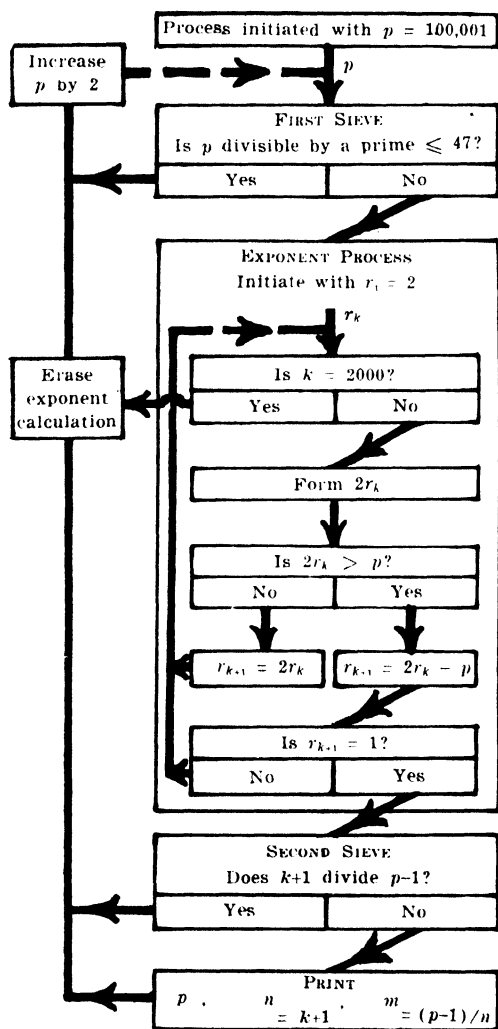 Process initiated with p = 100,001
Increase
p by 2
p
FIRST SIEVE
Is p divisible by a prime ⩽ 47?
Yes No
EXPONENT PROCESS
Initiate with r₁ = 2
rₖ
Is k = 2000?
Yes No
Erase
exponent
calculation
Form 2rₖ
Is 2rₖ > p?
No Yes
rₖ₊₁ = 2rₖ rₖ₊₁ = 2rₖ − p
Is rₖ₊₁ = 1?
No Yes
SECOND SIEVE
Does k+1 divide p−1?
Yes No
PRINT
p , n = k+1 , m = (p−1)/n